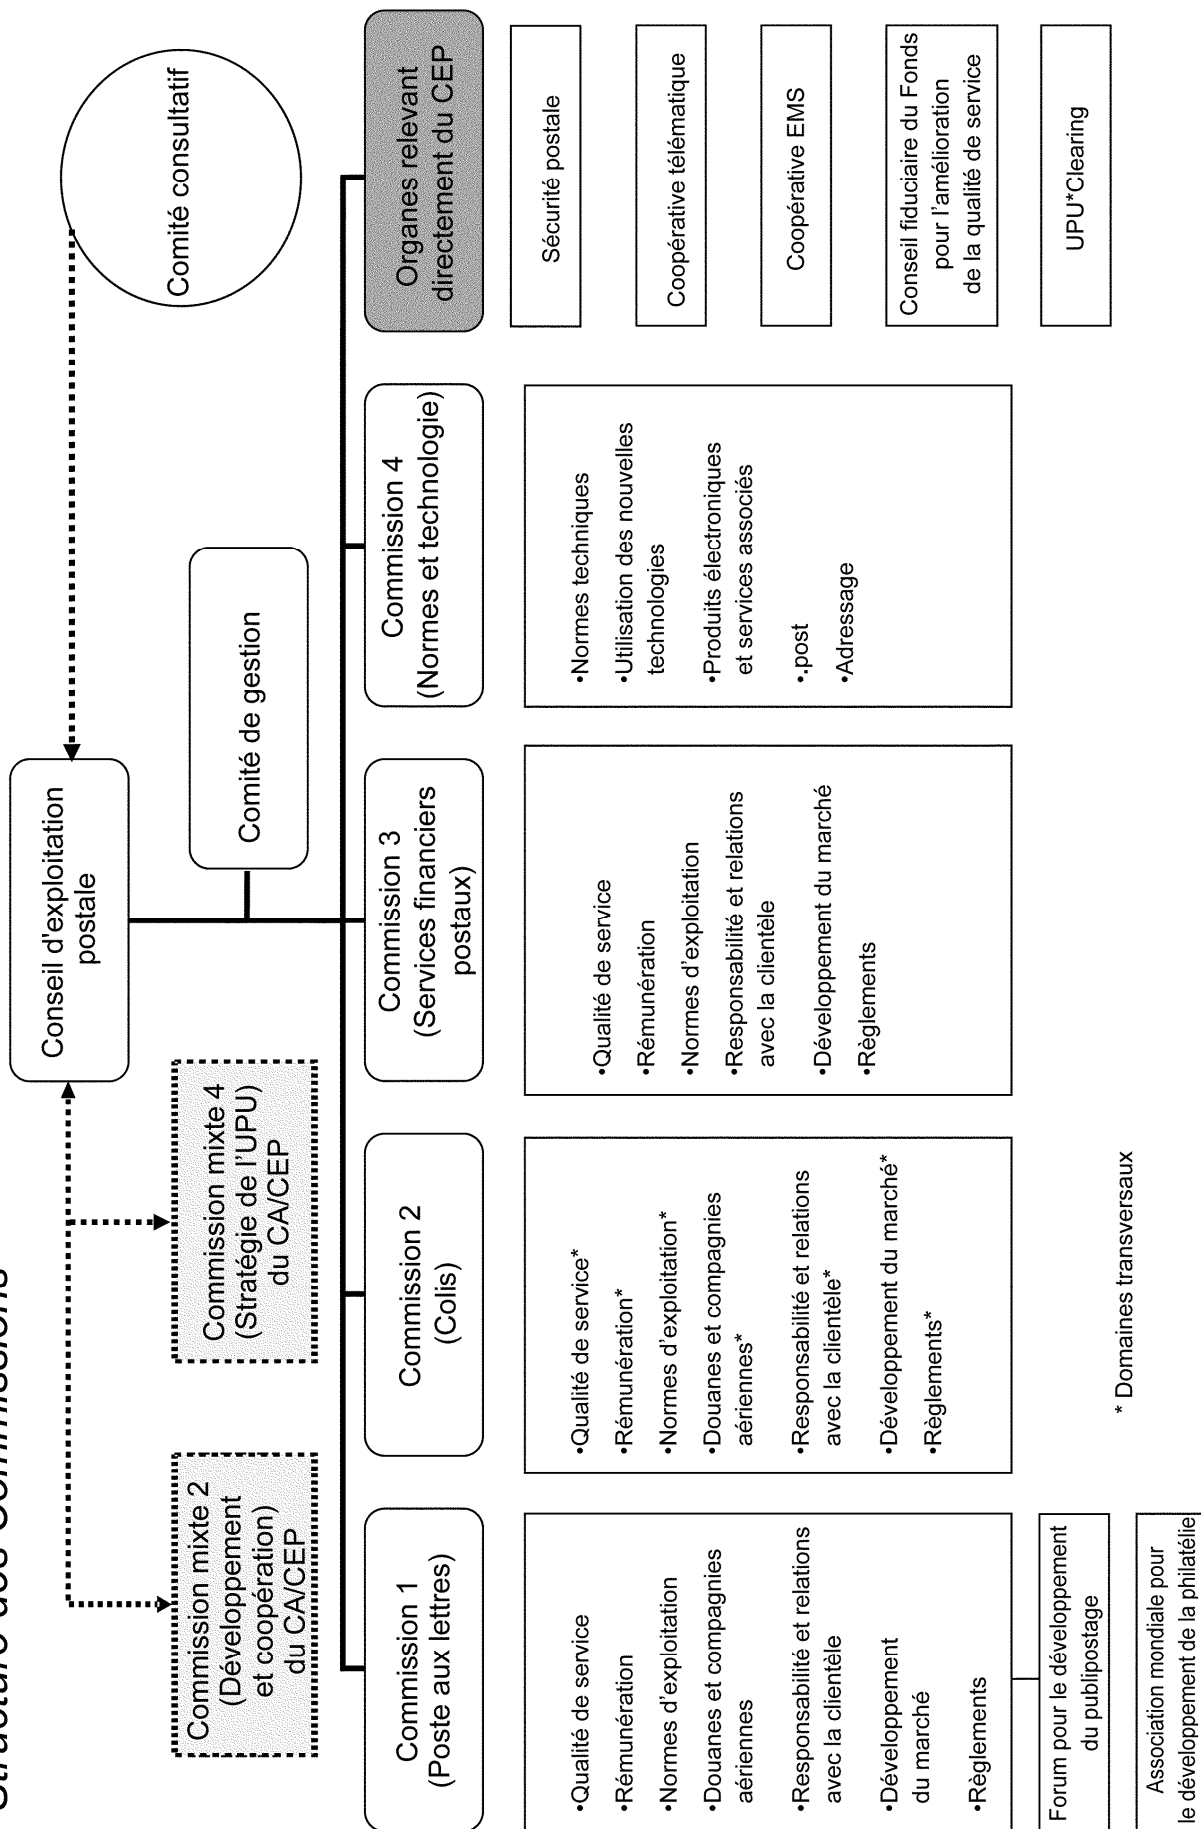 Structure des Commissions
Conseil d'exploitation
postale
Comité consultatif
Commission mixte 2
(Développement
et coopération)
du CA/CEP
Commission mixte 4
(Stratégie de l'UPU)
du CA/CEP
Comité de gestion
Commission 1
(Poste aux lettres)
Commission 2
(Colis)
Commission 3
(Services financiers
postaux)
Commission 4
(Normes et technologie)
Organes relevant
directement du CEP
•Qualité de service
•Rémunération
•Normes d'exploitation
•Douanes et compagnies
aériennes
•Responsabilité et relations
avec la clientèle
•Développement
du marché
•Règlements
•Qualité de service*
•Rémunération*
•Normes d'exploitation*
•Douanes et compagnies
aériennes*
•Responsabilité et relations
avec la clientèle*
•Développement du marché*
•Règlements*
•Qualité de service
•Rémunération
•Normes d'exploitation
•Responsabilité et relations
avec la clientèle
•Développement du marché
•Règlements
•Normes techniques
•Utilisation des nouvelles
technologies
•Produits électroniques
et services associés
•.post
•Adressage
Sécurité postale
Coopérative télématique
Coopérative EMS
Conseil fiduciaire du Fonds
pour l'amélioration
de la qualité de service
UPU*Clearing
Forum pour le développement
du publipostage
Association mondiale pour
le développement de la philatélie
* Domaines transversaux